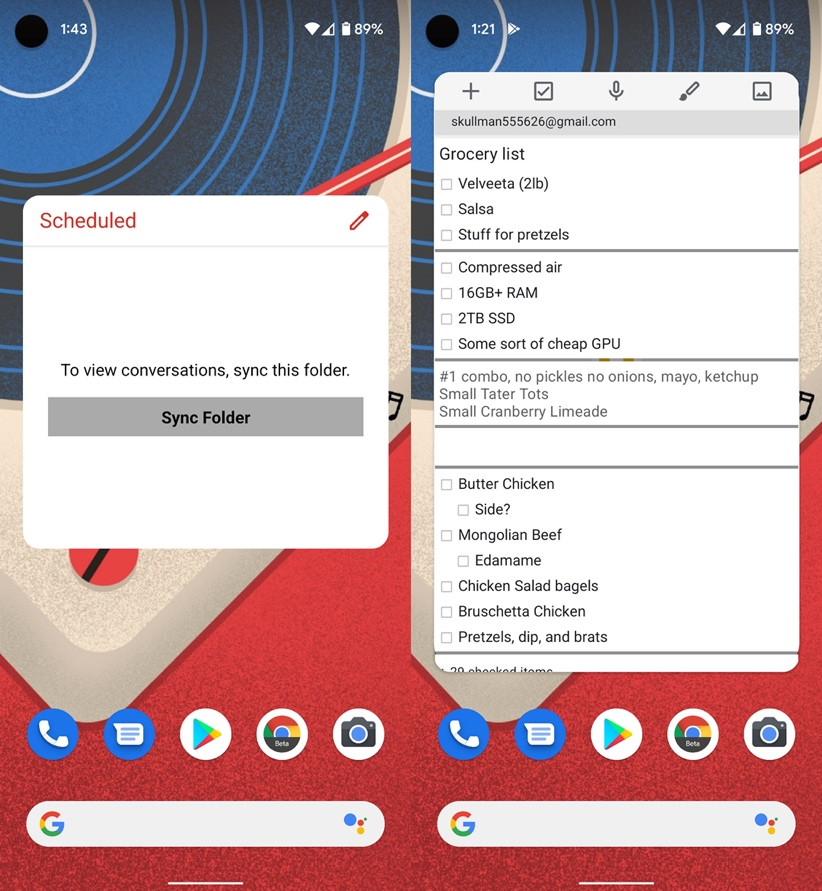 1:43
89%
Scheduled
To view conversations, sync this folder.
Sync Folder
Beta
1:21
89%
skullman555626@gmail.com
Grocery list
Velveeta (2lb)
Salsa
Stuff for pretzels
Compressed air
16GB+ RAM
2TB SSD
Some sort of cheap GPU
#1 combo, no pickles no onions, mayo, ketchup
Small Tater Tots
Small Cranberry Limeade
Butter Chicken
Side?
Mongolian Beef
Edamame
Chicken Salad bagels
Bruschetta Chicken
Pretzels, dip, and brats
+ 29 checked items
Beta